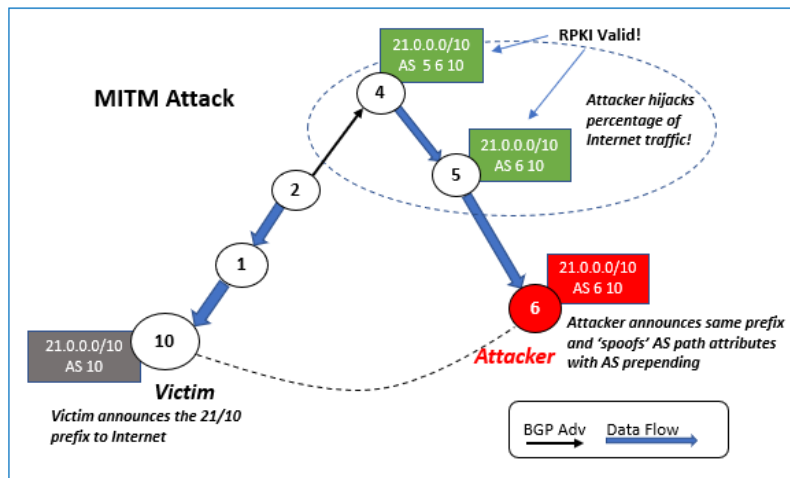 MITM Attack
21.0.0.0/10
AS 5 6 10
RPKI Valid!
4
Attacker hijacks
percentage of
Internet traffic!
21.0.0.0/10
AS 6 10
5
2
1
21.0.0.0/10
AS 6 10
6
Attacker
Attacker announces same prefix
and ‘spoofs’ AS path attributes
with AS prepending
10
21.0.0.0/10
AS 10
Victim
Victim announces the 21/10
prefix to Internet
BGP Adv
Data Flow